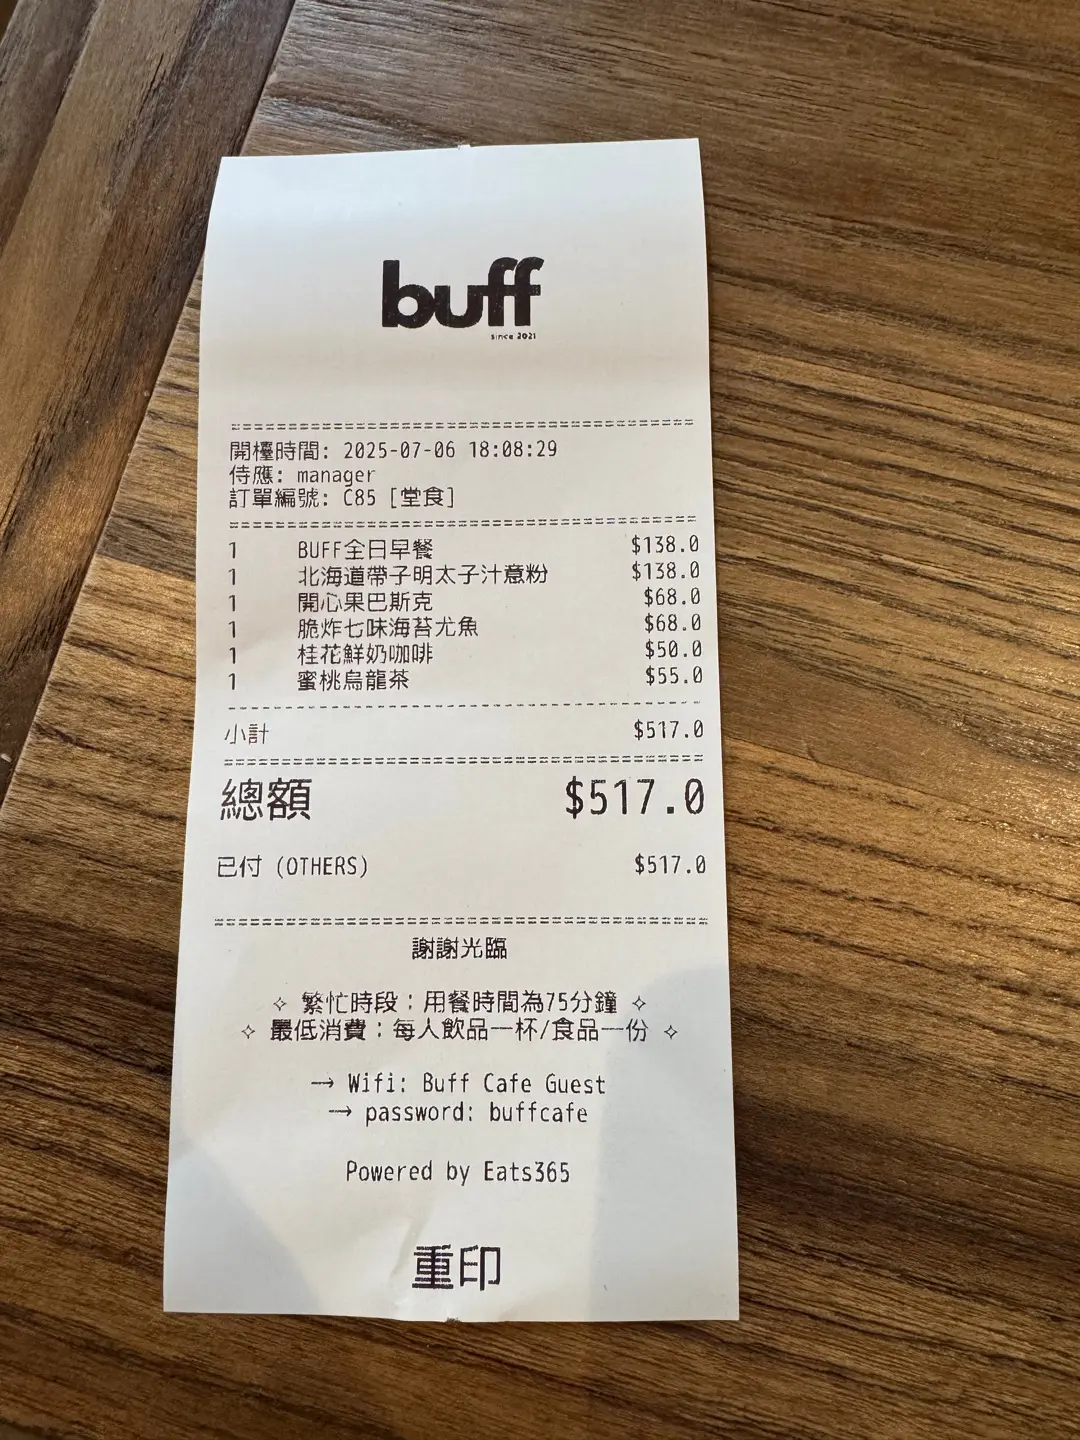 buff
since 2021
開檯時間: 2025-07-06 18:08:29
侍應: manager
訂單編號: C85 [堂食]
1 BUFF全日早餐 $138.0
1 北海道帶子明太子汁意粉 $138.0
1 開心果巴斯克 $68.0
1 脆炸七味海苔尤魚 $68.0
1 桂花鮮奶咖啡 $50.0
1 蜜桃烏龍茶 $55.0
小計 $517.0
總額 $517.0
已付 (OTHERS) $517.0
謝謝光臨
✧ 繁忙時段：用餐時間為75分鐘 ✧
✧ 最低消費：每人飲品一杯/食品一份 ✧
→ Wifi: Buff Cafe Guest
→ password: buffcafe
Powered by Eats365
重印